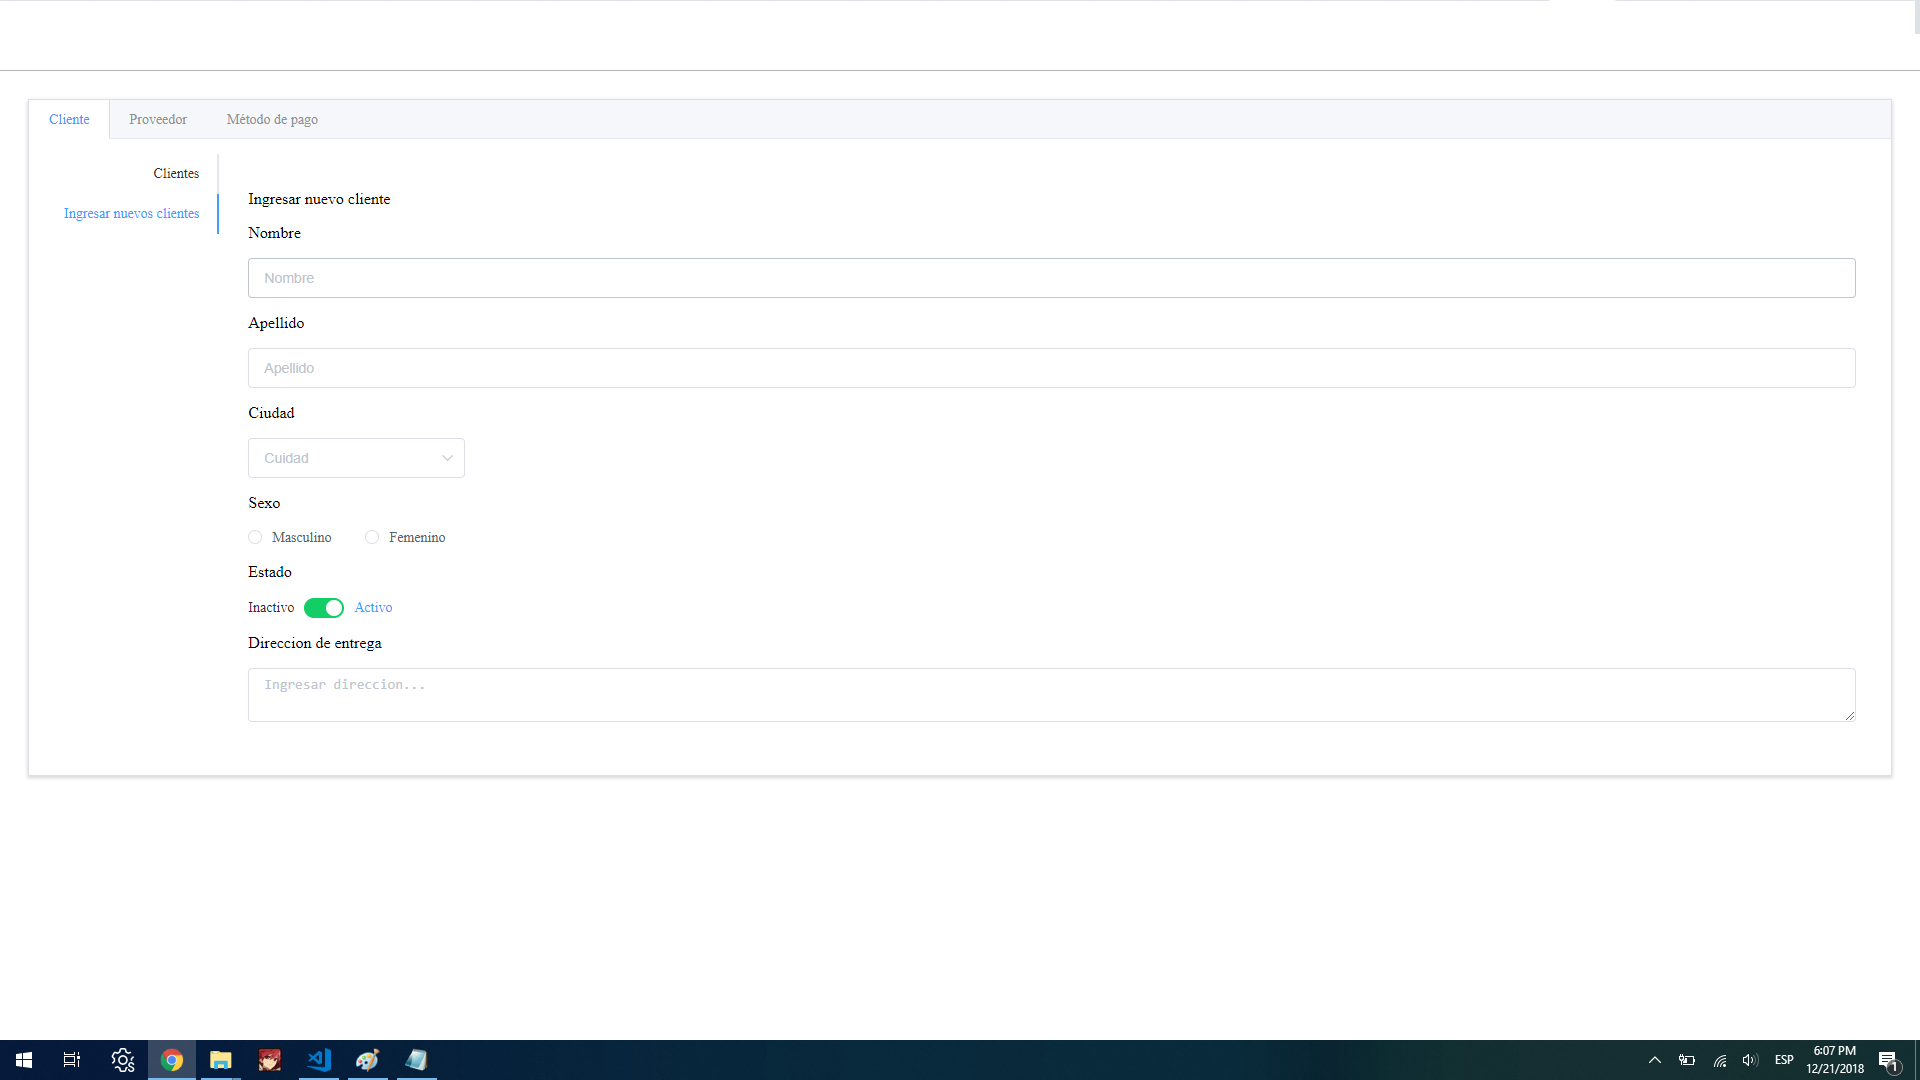 Cliente Proveedor Método de pago
Clientes
Ingresar nuevos clientes
Ingresar nuevo cliente
Nombre
Nombre
Apellido
Apellido
Ciudad
Cuidad
Sexo
Masculino Femenino
Estado
Inactivo Activo
Direccion de entrega
Ingresar direccion...
ESP
6:07 PM
12/21/2018
1